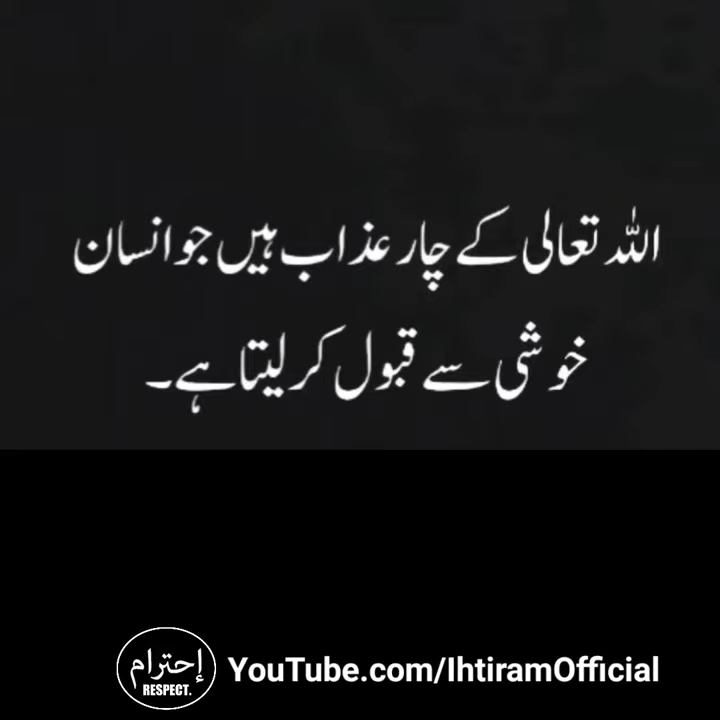 اللہ تعالی کے چار عذاب ہیں جو انسان
خوشی سے قبول کر لیتا ہے۔
إحترام
RESPECT.
YouTube.com/IhtiramOfficial